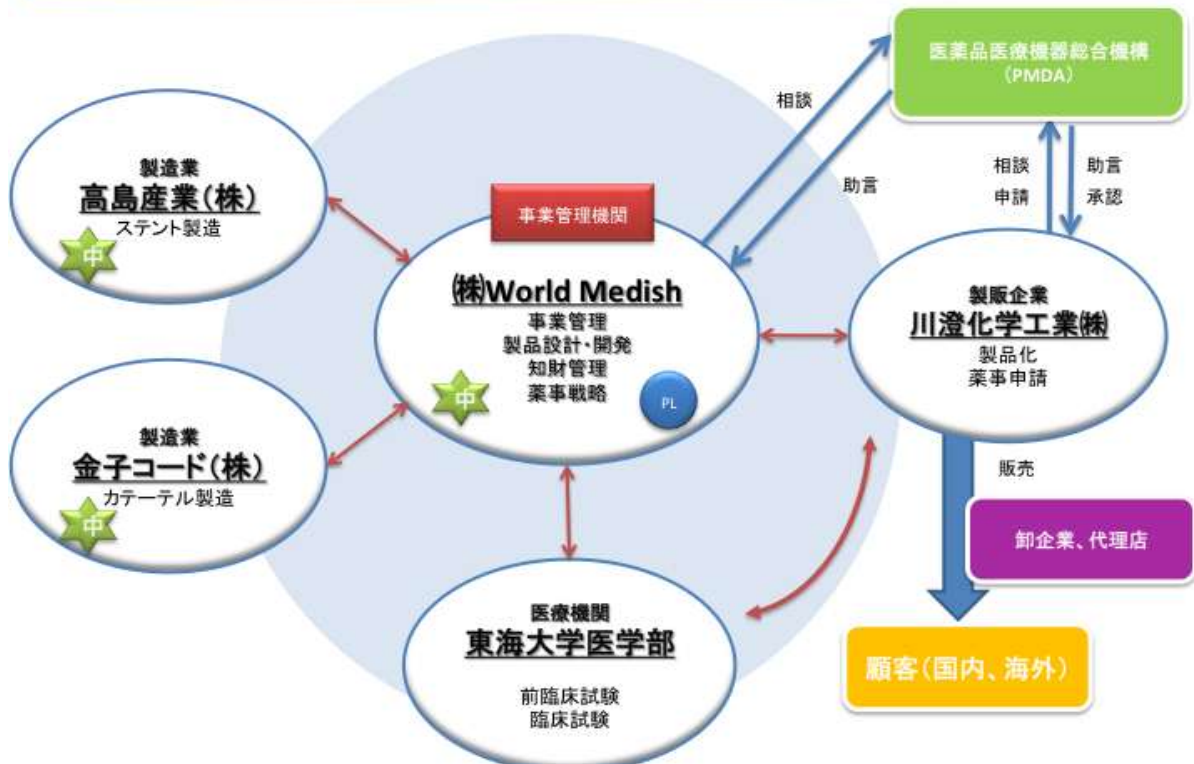 医薬品医療機器総合機構
(PMDA)
相談
助言
相談
申請
助言
承認
製造業
高島産業(株)
ステント製造
中
事業管理機関
㈱World Medish
事業管理
製品設計・開発
知財管理
薬事戦略
中
PL
製販企業
川澄化学工業㈱
製品化
薬事申請
製造業
金子コード(株)
カテーテル製造
中
販売
卸企業、代理店
医療機関
東海大学医学部
前臨床試験
臨床試験
顧客(国内、海外)